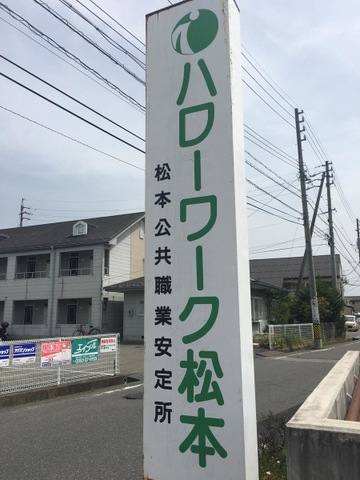 ハローワーク松本
松本公共職業安定所
エイブル